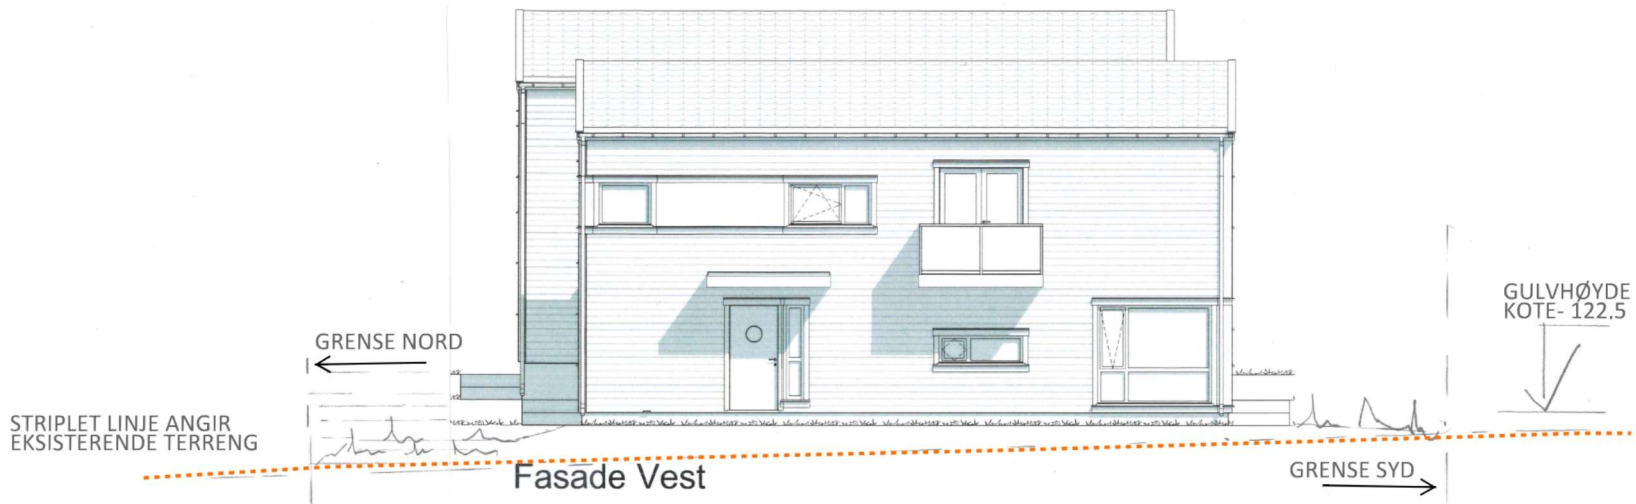 GULVHØYDE
KOTE- 122,5
GRENSE NORD
STRIPLET LINJE ANGIR
EKSISTERENDE TERRENG
Fasade Vest
GRENSE SYD